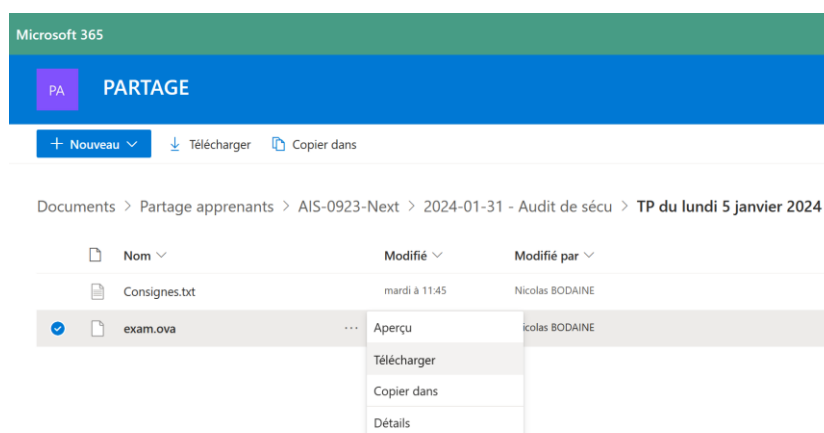 Microsoft 365
PA PARTAGE
+ Nouveau Télécharger Copier dans
Documents > Partage apprenants > AIS-0923-Next > 2024-01-31 - Audit de sécu > TP du lundi 5 janvier 2024
Nom Modifié Modifié par
Consignes.txt mardi à 11:45 Nicolas BODAINE
exam.ova ... Aperçu icolas BODAINE
Télécharger
Copier dans
Détails